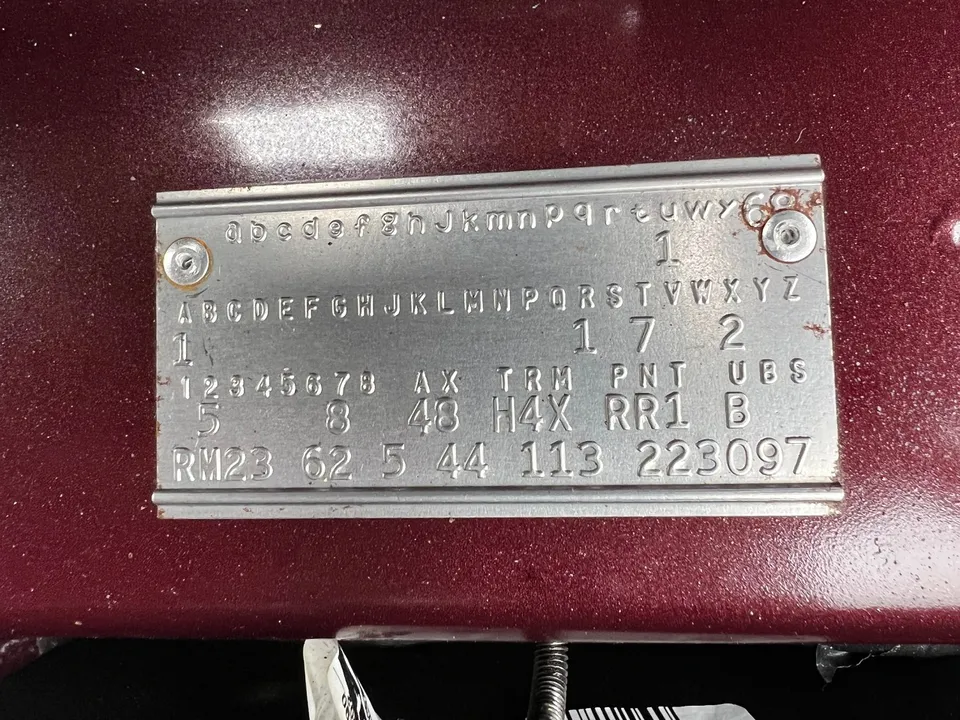 abcdefghJkmnpqrtuwy69
1
ABCDEFGHJKLMNPQRSTVWXYZ
1 1 7 2
12345678 AX TRM PNT UBS
5 8 48 H4X RR1 B
RM23 62 5 44 113 223097